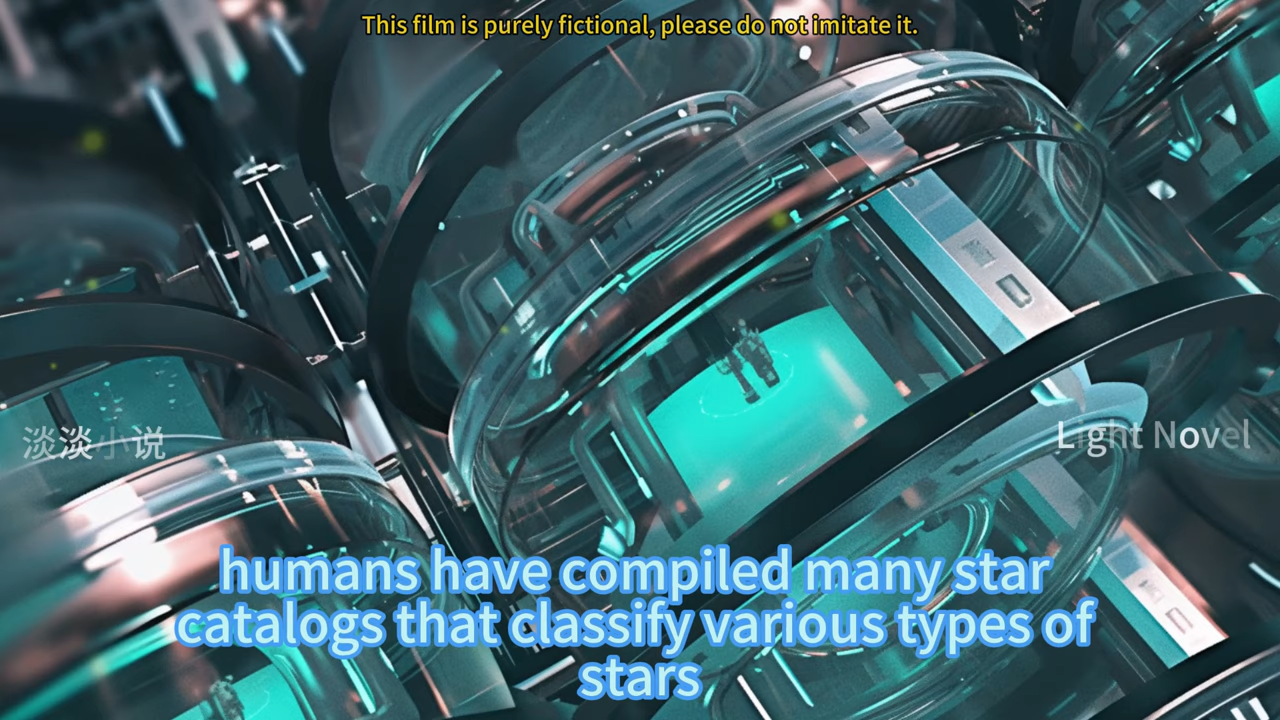 This film is purely fictional, please do not imitate it.
淡淡小说
Light Novel
humans have compiled many star
catalogs that classify various types of
stars